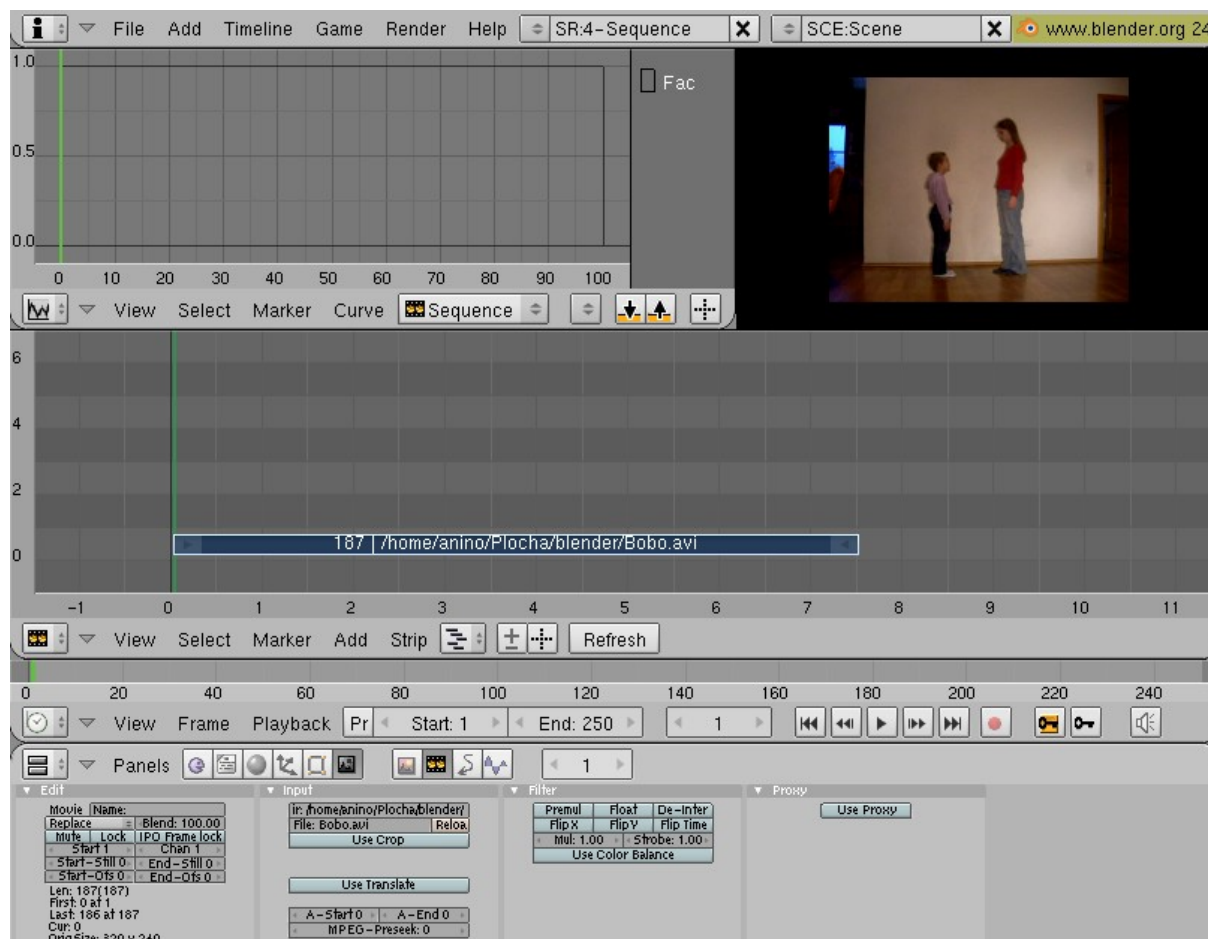 File Add Timeline Game Render Help SR:4-Sequence SCE:Scene www.blender.org 24
1.0
Fac
0.5
0.0
0 10 20 30 40 50 60 70 80 90 100
View Select Marker Curve Sequence
6
4
2
187 | /home/anino/Plocha/blender/Bobo.avi
0
-1 0 1 2 3 4 5 6 7 8 9 10 11
View Select Marker Add Strip Refresh
0 20 40 60 80 100 120 140 160 180 200 220 240
View Frame Playback Pr Start: 1 End: 250 1
Panels 1
Edit Input Filter Proxy
Movie Name: ir: /home/anino/Plocha/blender/ Premul Float De-Inter Use Proxy
Replace Blend: 100.00 File: Bobo.avi Reloa Flip X Flip Y Flip Time
Mute Lock IPO Frame lock Use Crop Mul: 1.00 Strobe: 1.00
Start 1 Chan 1 Use Color Balance
Start-Still 0 End-Still 0
Start-Ofs 0 End-Ofs 0 Use Translate
Len: 187(187)
First: 0 at 1
Last: 186 at 187 A-Start 0 A-End 0
Cur: 0 MPEG-Preseek: 0
Orig Size: 320 x 240